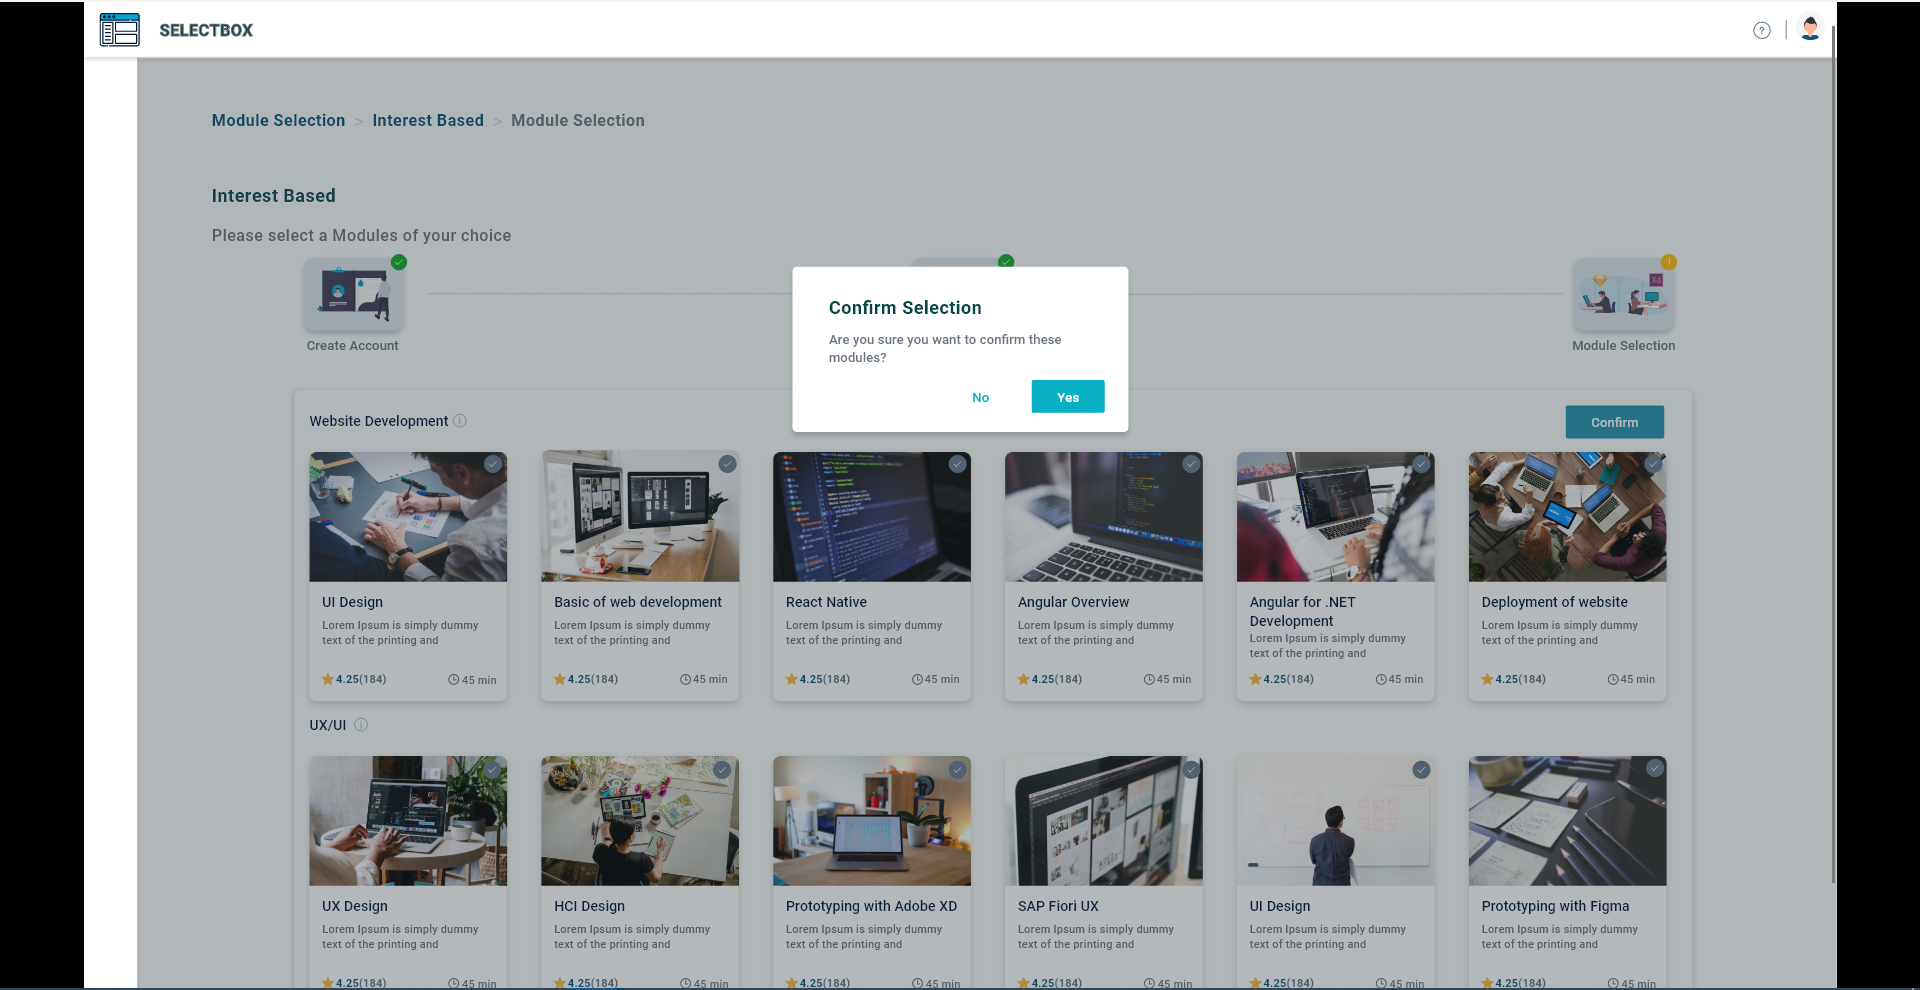 SELECTBOX
?
Module Selection > Interest Based > Module Selection
Interest Based
Please select a Modules of your choice
Xd
Create Account
Module Selection
Confirm Selection
Are you sure you want to confirm these
modules?
No
Yes
Website Development
Confirm
UI Design
Lorem Ipsum is simply dummy
text of the printing and
4.25(184)
45 min
Basic of web development
Lorem Ipsum is simply dummy
text of the printing and
4.25(184)
45 min
React Native
Lorem Ipsum is simply dummy
text of the printing and
4.25(184)
45 min
Angular Overview
Lorem Ipsum is simply dummy
text of the printing and
4.25(184)
45 min
Angular for .NET
Development
Lorem Ipsum is simply dummy
text of the printing and
4.25(184)
45 min
Deployment of website
Lorem Ipsum is simply dummy
text of the printing and
4.25(184)
45 min
UX/UI
UX Design
Lorem Ipsum is simply dummy
text of the printing and
4.25(184)
45 min
HCI Design
Lorem Ipsum is simply dummy
text of the printing and
4.25(184)
45 min
Prototyping with Adobe XD
Lorem Ipsum is simply dummy
text of the printing and
4.25(184)
45 min
SAP Fiori UX
Lorem Ipsum is simply dummy
text of the printing and
4.25(184)
45 min
UI Design
Lorem Ipsum is simply dummy
text of the printing and
4.25(184)
45 min
Prototyping with Figma
Lorem Ipsum is simply dummy
text of the printing and
4.25(184)
45 min